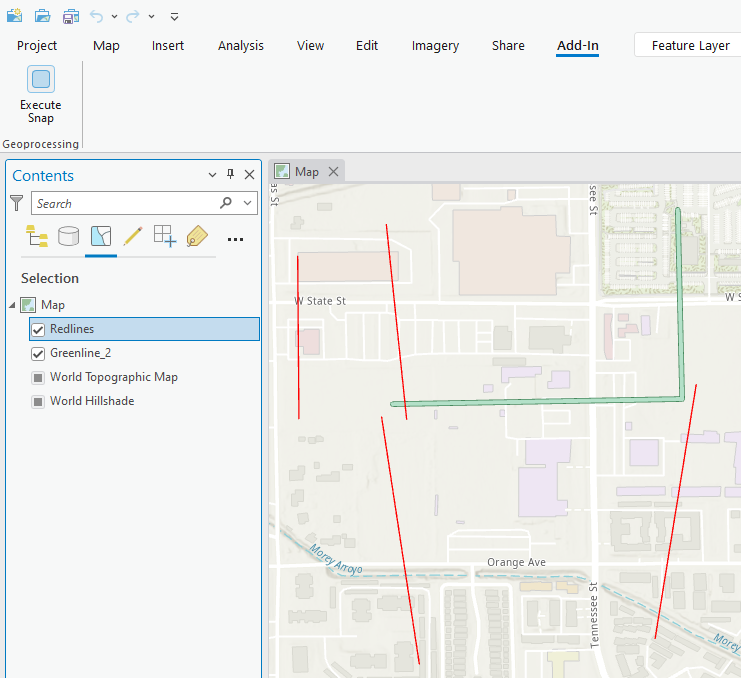 Project Map Insert Analysis View Edit Imagery Share Add-In Feature Layer
Execute
Snap
Geoprocessing
Contents
Map
Search
Selection
Map
Redlines
Greenline_2
World Topographic Map
World Hillshade
as St
see St
W State St
W S
Morey Arroyo
Orange Ave
Tennessee St
Morey